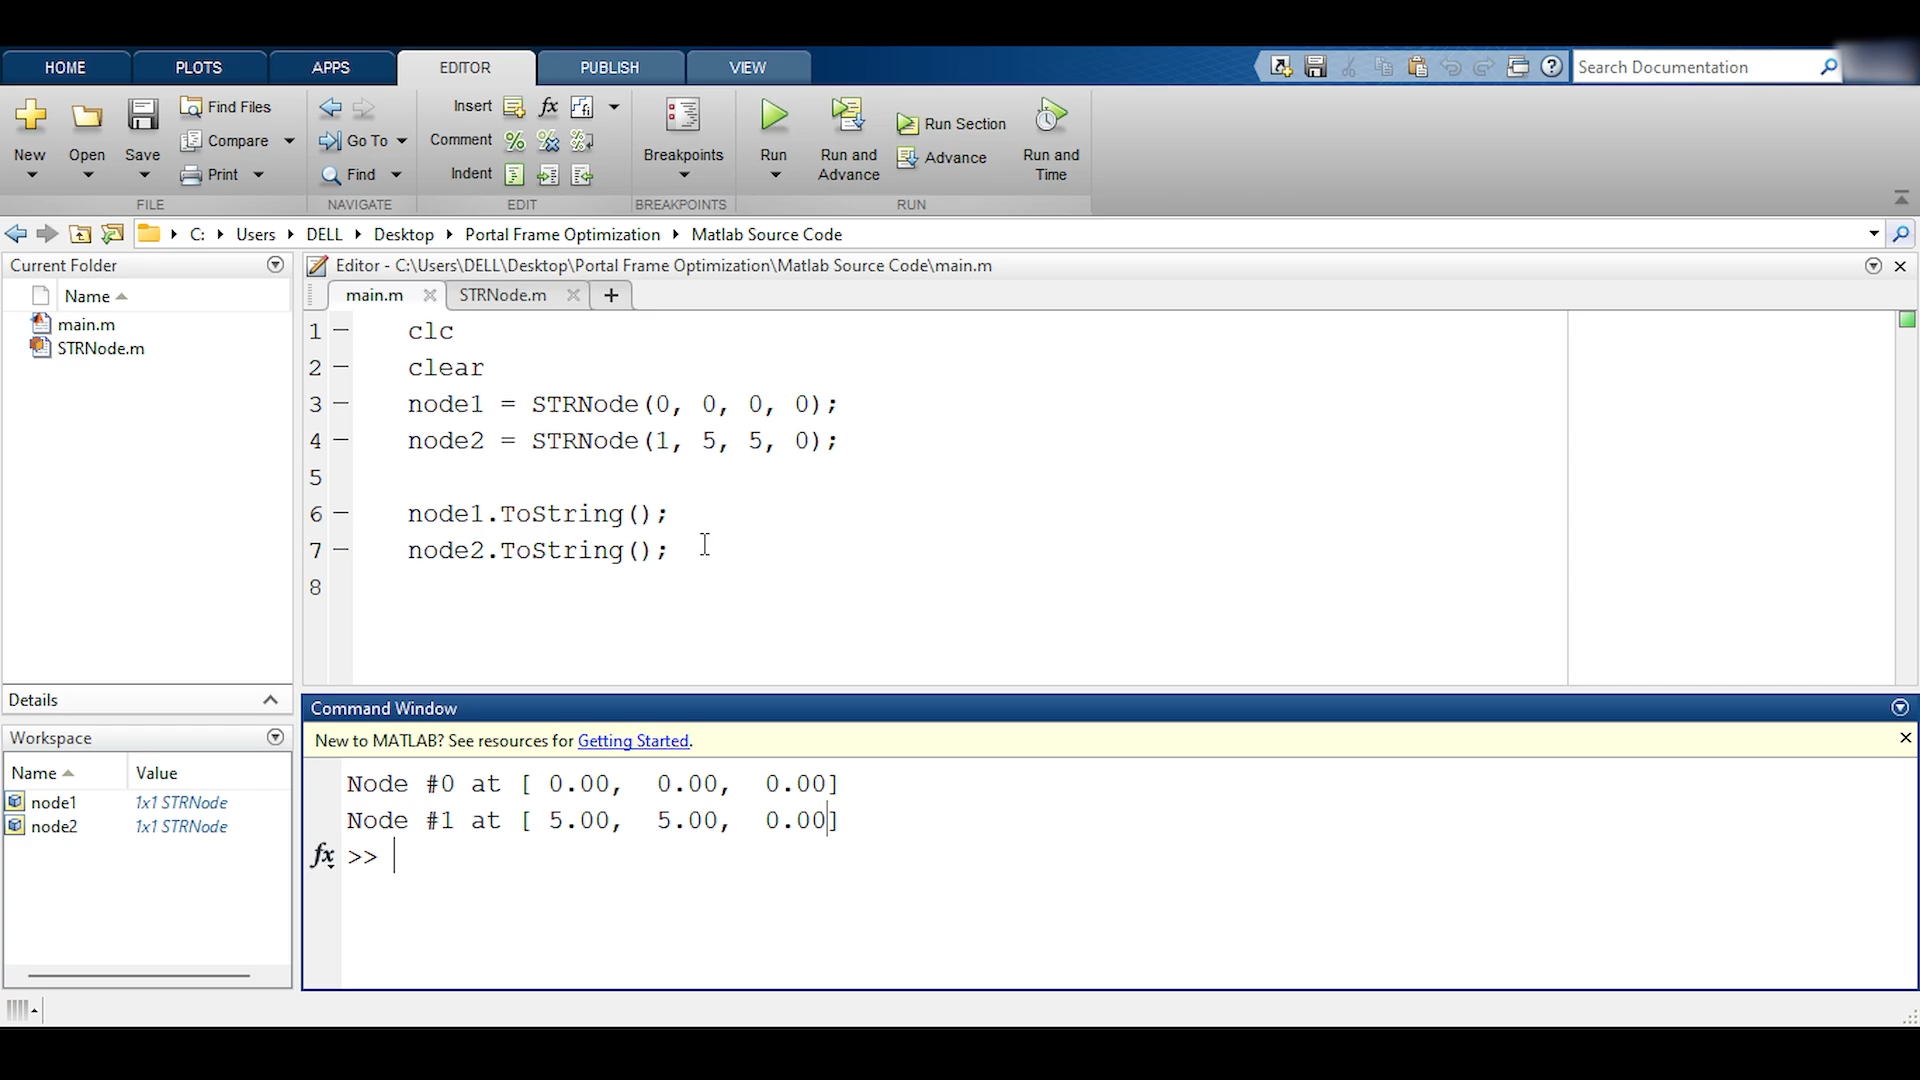 HOME PLOTS APPS EDITOR PUBLISH VIEW Search Documentation
New Open Save Find Files Compare Print
FILE
Go To Find
NAVIGATE
Insert fx
Comment
Indent
EDIT
Breakpoints
BREAKPOINTS
Run
Run and Advance
Run Section
Advance
Run and Time
RUN
C: Users DELL Desktop Portal Frame Optimization Matlab Source Code
Current Folder
Name
main.m
STRNode.m
Details
Workspace
Name Value
node1 1x1 STRNode
node2 1x1 STRNode
Editor - C:\Users\DELL\Desktop\Portal Frame Optimization\Matlab Source Code\main.m
main.m STRNode.m +
1 clc
2 clear
3 node1 = STRNode(0, 0, 0, 0);
4 node2 = STRNode(1, 5, 5, 0);
5
6 node1.ToString();
7 node2.ToString();
8
Command Window
New to MATLAB? See resources for Getting Started.
Node #0 at [ 0.00, 0.00, 0.00]
Node #1 at [ 5.00, 5.00, 0.00]
fx >>